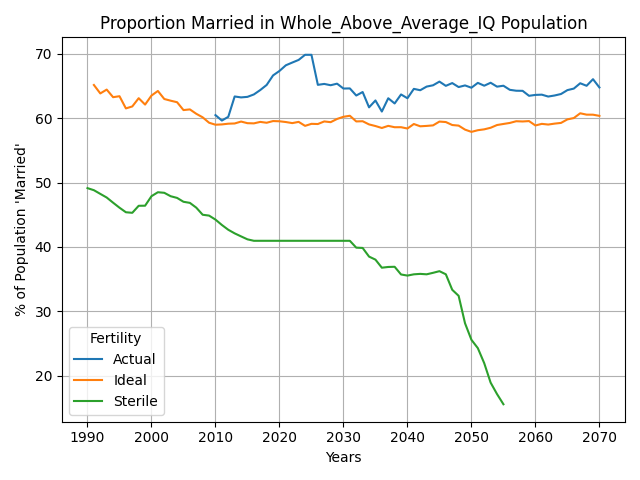 Proportion Married in Whole_Above_Average_IQ Population
% of Population 'Married'
70
60
50
40
30
20
Fertility
Actual
Ideal
Sterile
1990 2000 2010 2020 2030 2040 2050 2060 2070
Years